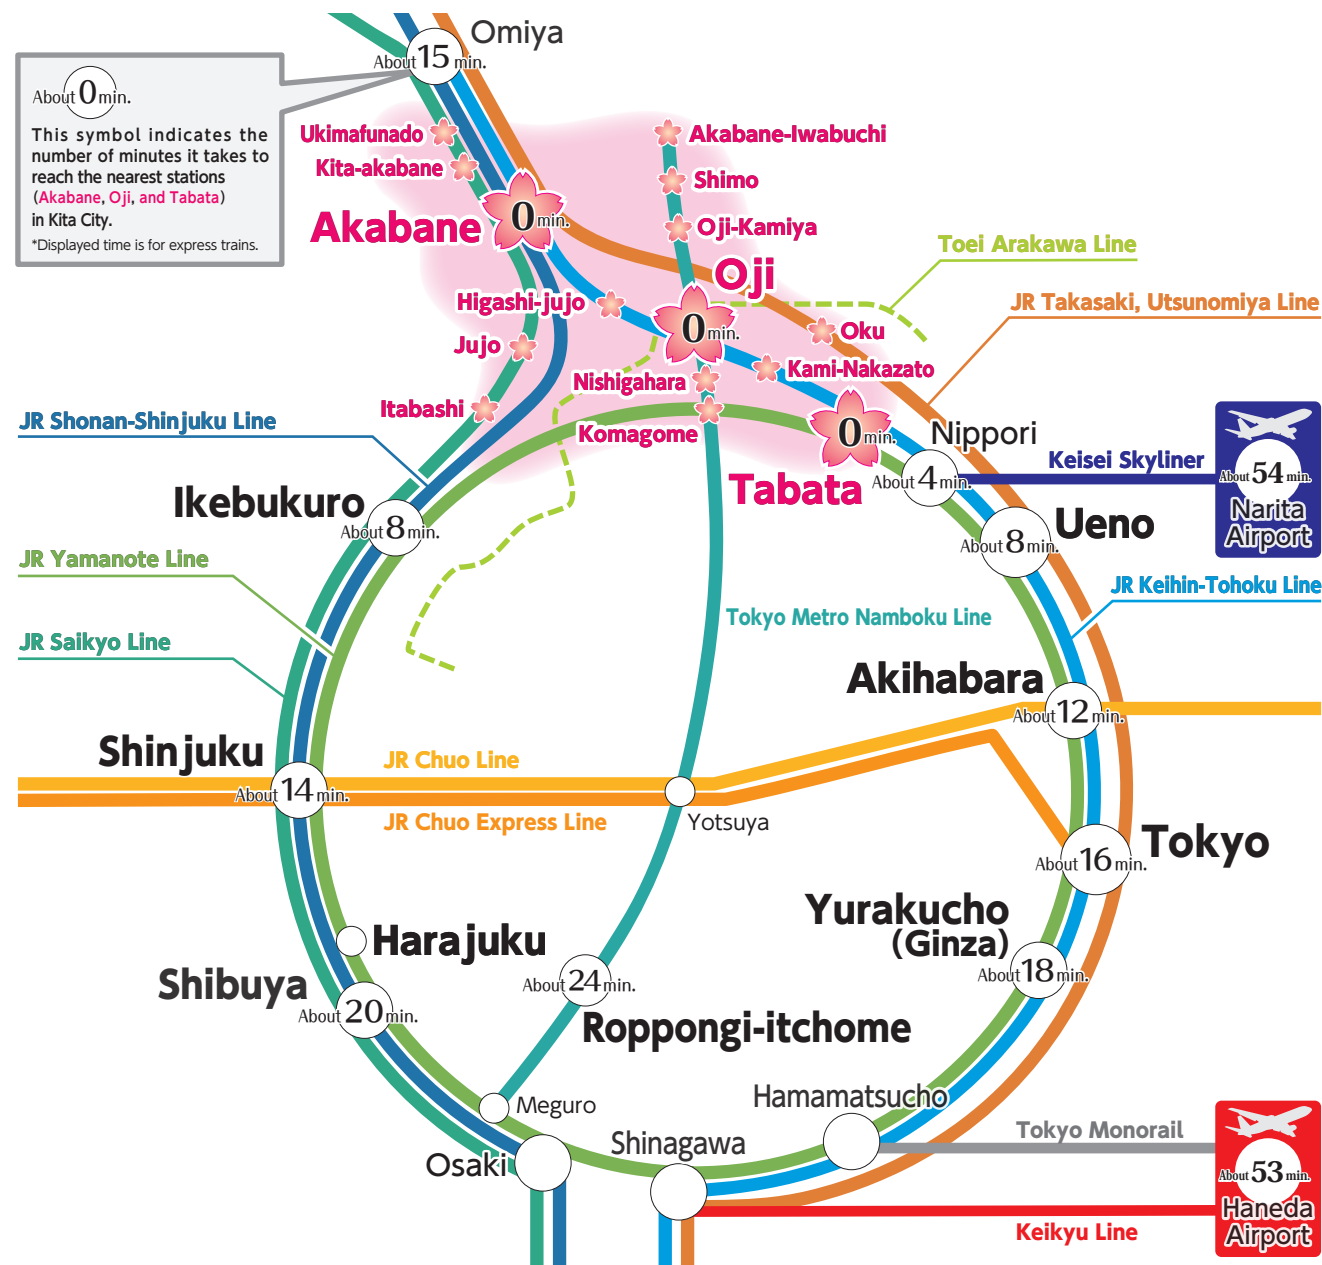 Omiya
About 15 min.
About 0 min.
This symbol indicates the
number of minutes it takes to
reach the nearest stations
(Akabane, Oji, and Tabata)
in Kita City.
*Displayed time is for express trains.
Ukimafunado
Kita-akabane
Akabane
0 min.
Akabane-Iwabuchi
Shimo
Oji-Kamiya
Oji
0 min.
Toei Arakawa Line
JR Takasaki, Utsunomiya Line
Higashi-jujo
Jujo
Itabashi
Oku
Kami-Nakazato
Nishigahara
Komagome
0 min.
Tabata
Nippori
About 4 min.
Keisei Skyliner
About 54 min.
Narita
Airport
JR Shonan-Shinjuku Line
Ikebukuro
About 8 min.
Ueno
About 8 min.
JR Yamanote Line
JR Keihin-Tohoku Line
JR Saikyo Line
Tokyo Metro Namboku Line
Akihabara
About 12 min.
Shinjuku
About 14 min.
JR Chuo Line
JR Chuo Express Line
Yotsuya
Tokyo
About 16 min.
Yurakucho
(Ginza)
About 18 min.
Harajuku
Shibuya
About 20 min.
About 24 min.
Roppongi-itchome
Meguro
Osaki
Shinagawa
Hamamatsucho
Tokyo Monorail
Keikyu Line
About 53 min.
Haneda
Airport